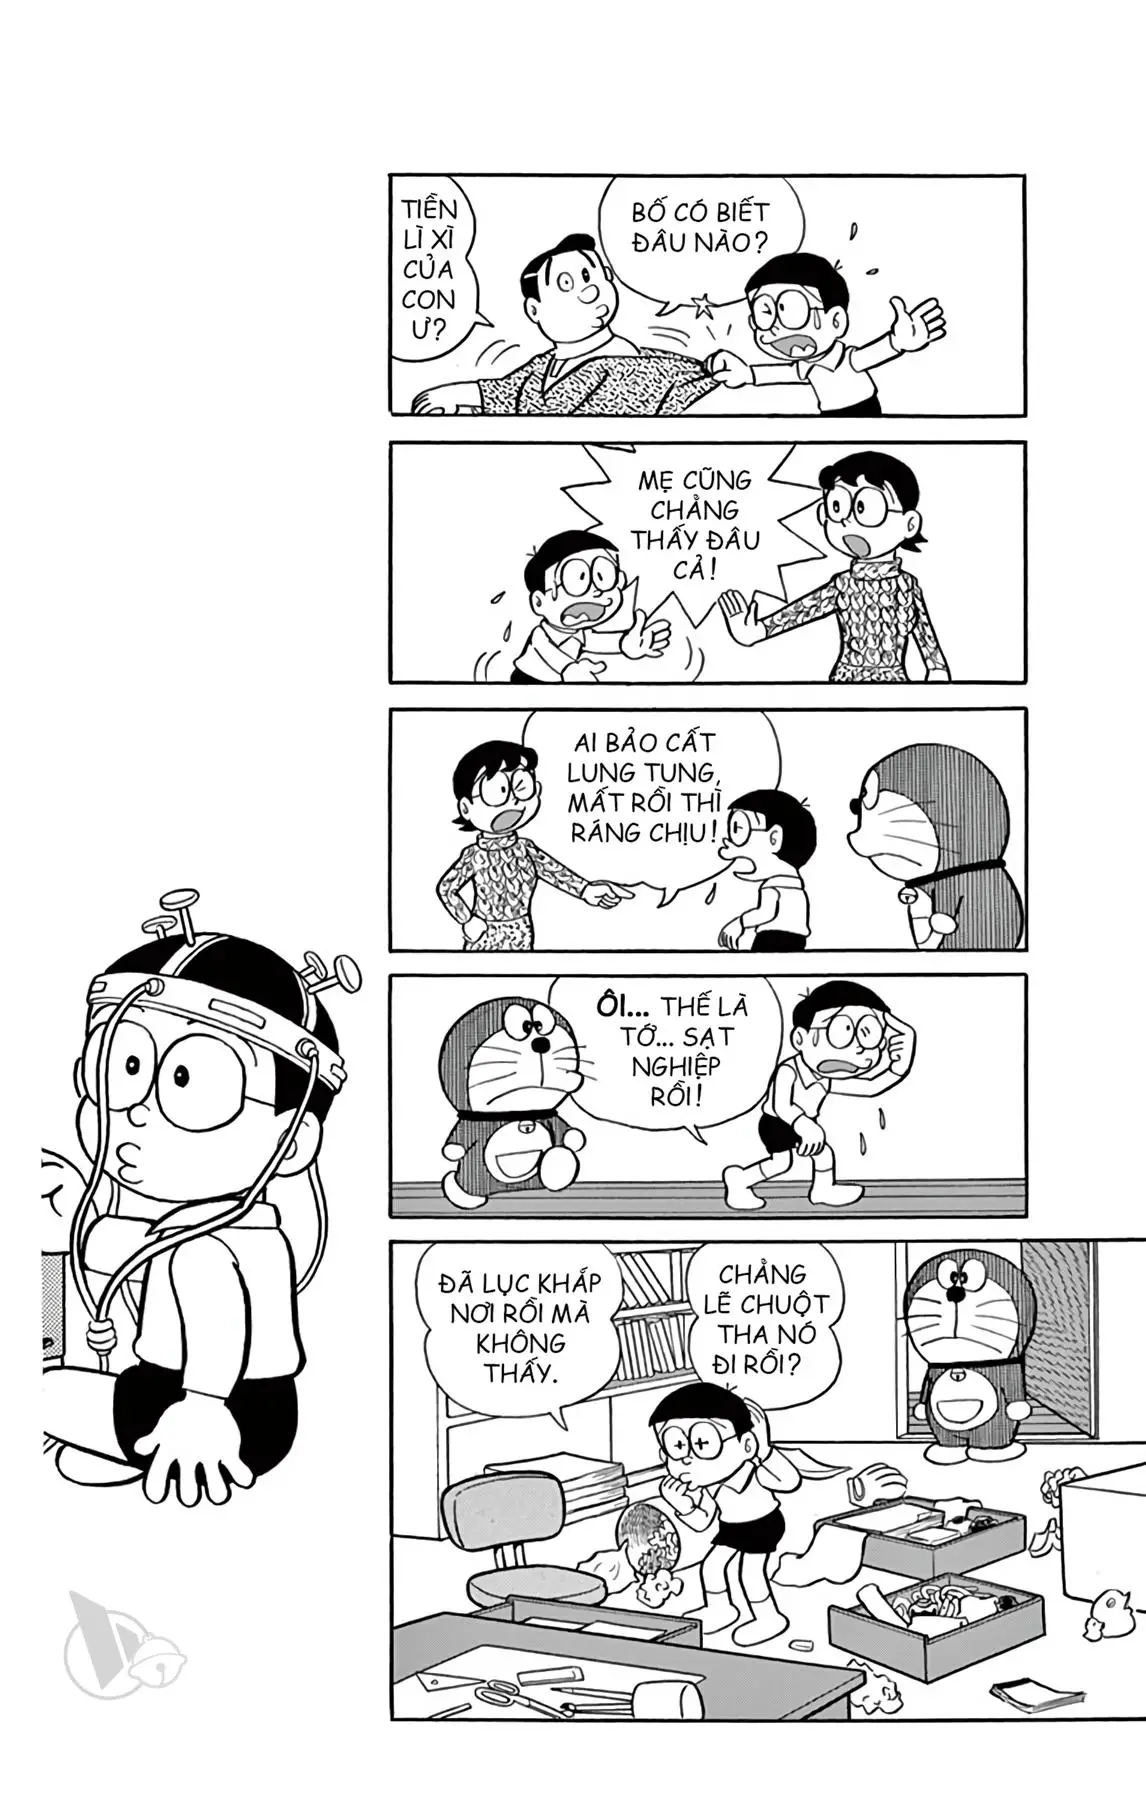 TIỀN
LÌ XÌ
CỦA
CON
Ư?
BỐ CÓ BIẾT
ĐÂU NÀO?
MẸ CŨNG
CHẲNG
THẤY ĐÂU
CẢ!
AI BẢO CẤT
LUNG TUNG,
MẤT RỒI THÌ
RÁNG CHỊU!
ÔI... THẾ LÀ
TỚ... SẠT
NGHIỆP
RỒI!
ĐÃ LỤC KHẮP
NƠI RỒI MÀ
KHÔNG
THẤY.
CHẲNG
LẼ CHUỘT
THA NÓ
ĐI RỒI?